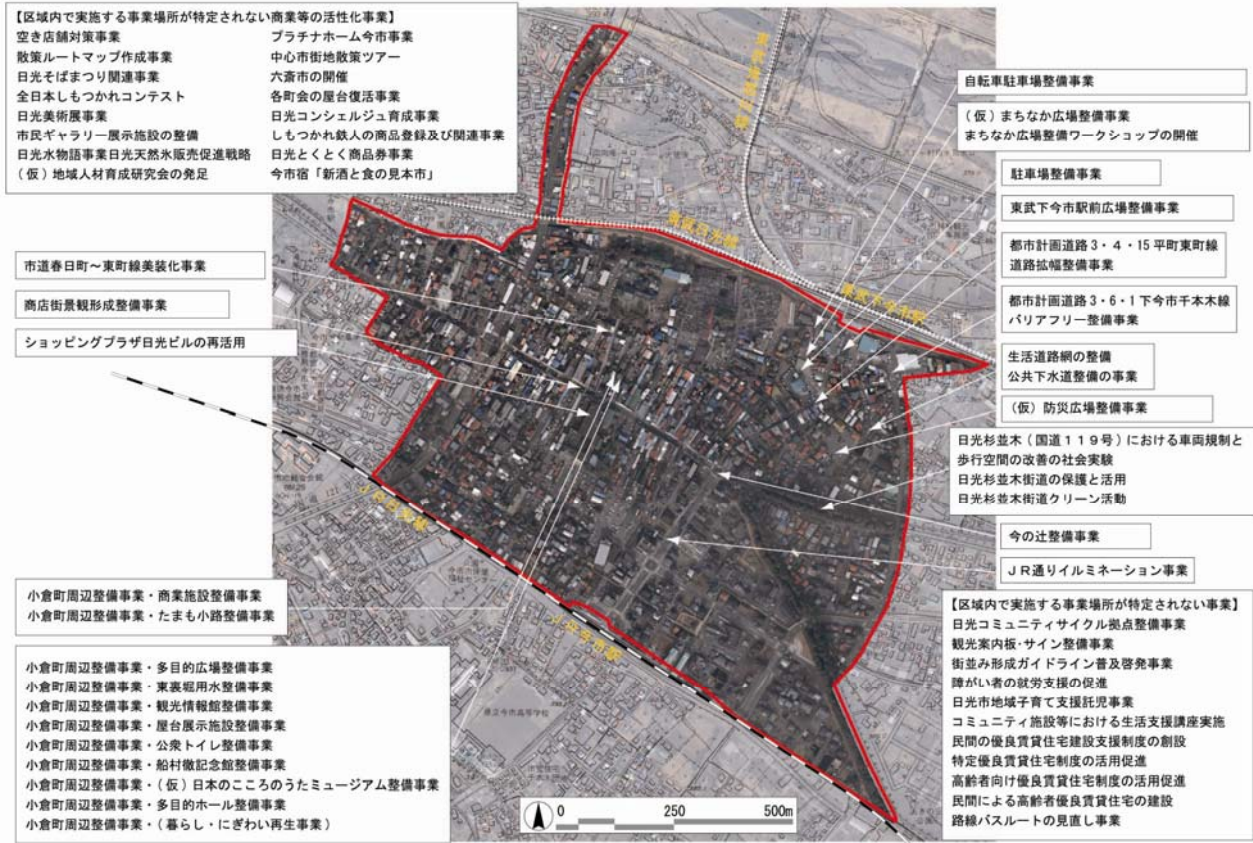 【区域内で実施する事業場所が特定されない商業等の活性化事業】
空き店舗対策事業
散策ルートマップ作成事業
日光そばまつり関連事業
全日本しもつかれコンテスト
日光美術展事業
市民ギャラリー展示施設の整備
日光水物語事業日光天然氷販売促進戦略
(仮)地域人材育成研究会の発足
プラチナホーム今市事業
中心市街地散策ツアー
六斎市の開催
各町会の屋台復活事業
日光コンシェルジュ育成事業
しもつかれ鉄人の商品登録及び関連事業
日光とくとく商品券事業
今市宿「新酒と食の見本市」
市道春日町〜東町線美装化事業
商店街景観形成整備事業
ショッピングプラザ日光ビルの再活用
小倉町周辺整備事業・商業施設整備事業
小倉町周辺整備事業・たまも小路整備事業
小倉町周辺整備事業・多目的広場整備事業
小倉町周辺整備事業・東裏堀用水整備事業
小倉町周辺整備事業・観光情報館整備事業
小倉町周辺整備事業・屋台展示施設整備事業
小倉町周辺整備事業・公衆トイレ整備事業
小倉町周辺整備事業・船村徹記念館整備事業
小倉町周辺整備事業・(仮)日本のこころのうたミュージアム整備事業
小倉町周辺整備事業・多目的ホール整備事業
小倉町周辺整備事業・(暮らし・にぎわい再生事業)
東武日光線
東武下今市駅
JR日光線
JR今市駅
県立今市高等学校
0 250 500m
自転車駐車場整備事業
(仮)まちなか広場整備事業
まちなか広場整備ワークショップの開催
駐車場整備事業
東武下今市駅前広場整備事業
都市計画道路3・4・15平町東町線
道路拡幅整備事業
都市計画道路3・6・1下今市千本木線
バリアフリー整備事業
生活道路網の整備
公共下水道整備の事業
(仮)防災広場整備事業
日光杉並木(国道119号)における車両規制と
歩行空間の改善の社会実験
日光杉並木街道の保護と活用
日光杉並木街道クリーン活動
今の辻整備事業
JR通りイルミネーション事業
【区域内で実施する事業場所が特定されない事業】
日光コミュニティサイクル拠点整備事業
観光案内板・サイン整備事業
街並み形成ガイドライン普及啓発事業
障がい者の就労支援の促進
日光市地域子育て支援託児事業
コミュニティ施設等における生活支援講座実施
民間の優良賃貸住宅建設支援制度の創設
特定優良賃貸住宅制度の活用促進
高齢者向け優良賃貸住宅制度の活用促進
民間による高齢者優良賃貸住宅の建設
路線バスルートの見直し事業